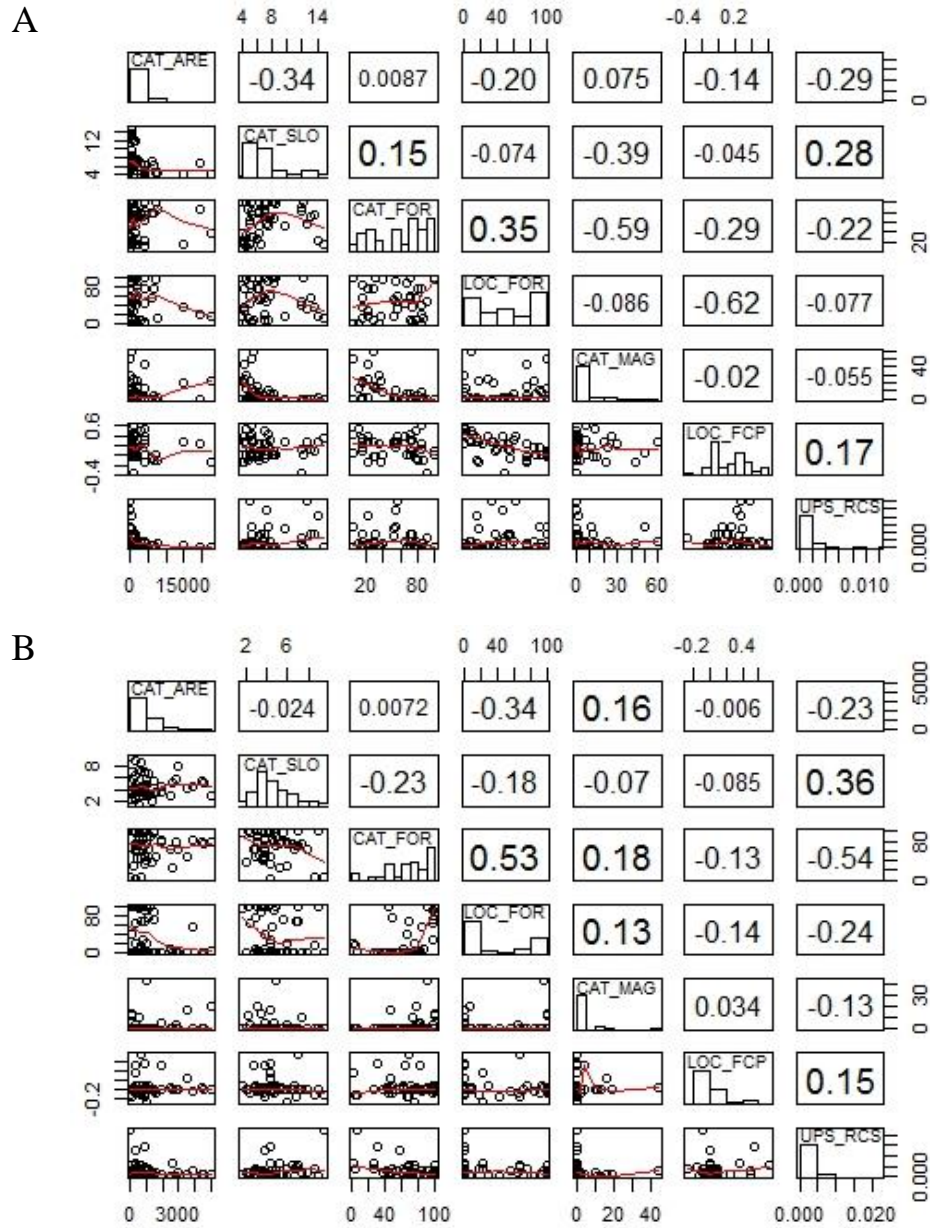 A
4 8 14 0 40 100 -0.4 0.2
CAT_ARE -0.34 0.0087 -0.20 0.075 -0.14 -0.29 0
4 12 CAT_SLO 0.15 -0.074 -0.39 -0.045 0.28
CAT_FOR 0.35 -0.59 -0.29 -0.22 20
0 80 LOC_FOR -0.086 -0.62 -0.077
CAT_MAG -0.02 -0.055 0 40
-0.4 0.6 LOC_FCP 0.17
UPS_RCS 0.000
0 15000 20 60 100 0 30 60 0.000 0.010
B
2 6 0 40 100 -0.2 0.4
CAT_ARE -0.024 0.0072 -0.34 0.16 -0.006 -0.23 0 5000
2 8 CAT_SLO -0.23 -0.18 -0.07 -0.085 0.36
CAT_FOR 0.53 0.18 -0.13 -0.54 0 80
0 80 LOC_FOR 0.13 -0.14 -0.24
CAT_MAG 0.034 -0.13 0 30
-0.2 LOC_FCP 0.15
UPS_RCS 0.000
0 3000 0 40 100 0 20 40 0.000 0.020